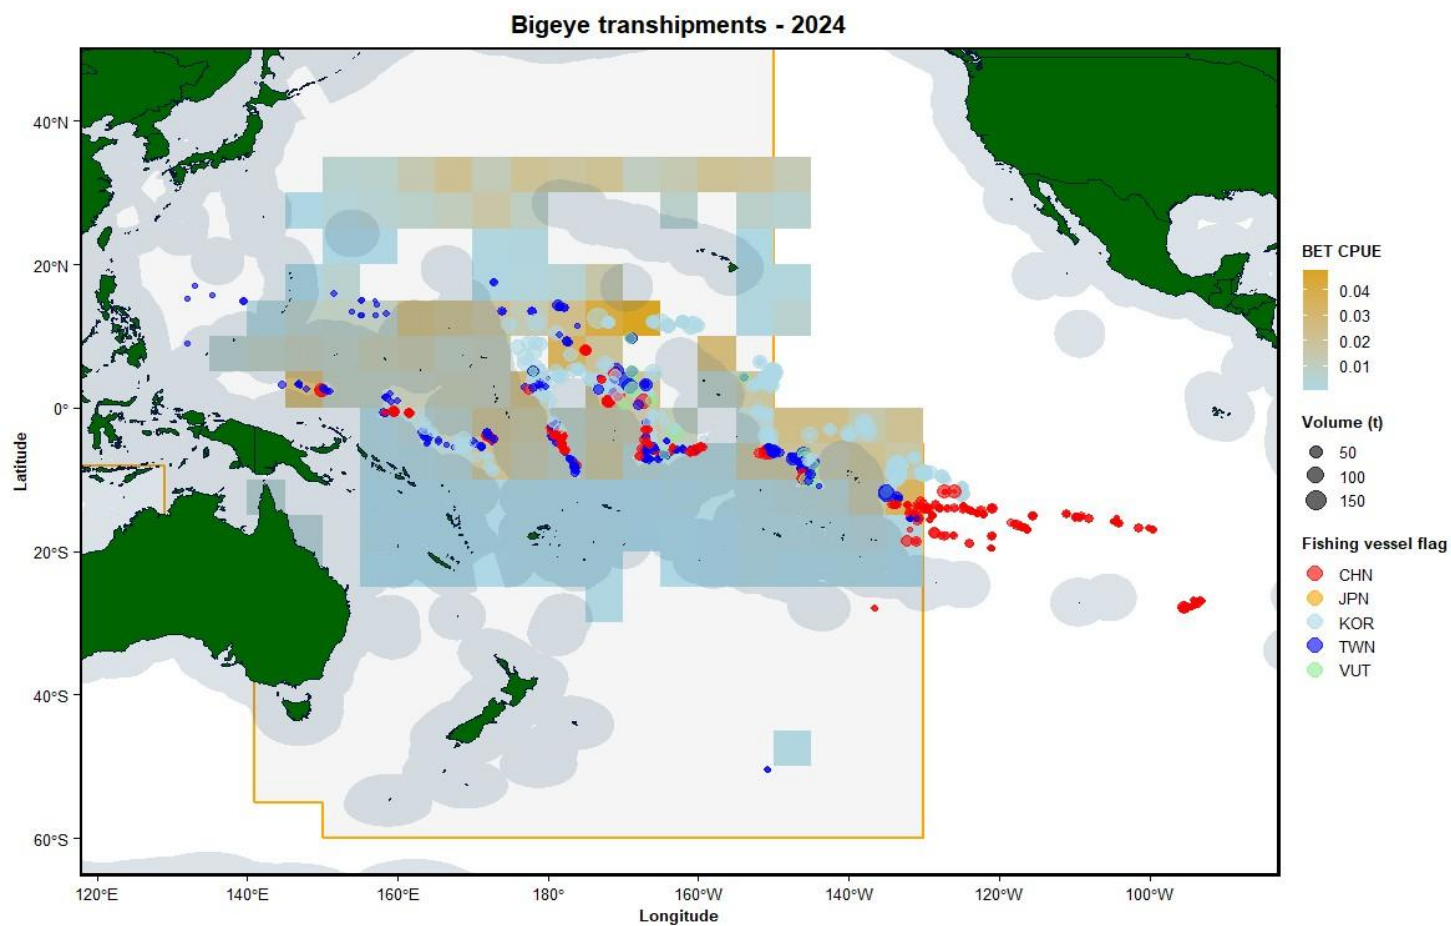 Bigeye transhipments - 2024
40°N
20°N
0°
20°S
40°S
60°S
Latitude
120°E
140°E
160°E
180°
160°W
140°W
120°W
100°W
Longitude
BET CPUE
0.04
0.03
0.02
0.01
Volume (t)
50
100
150
Fishing vessel flag
CHN
JPN
KOR
TWN
VUT